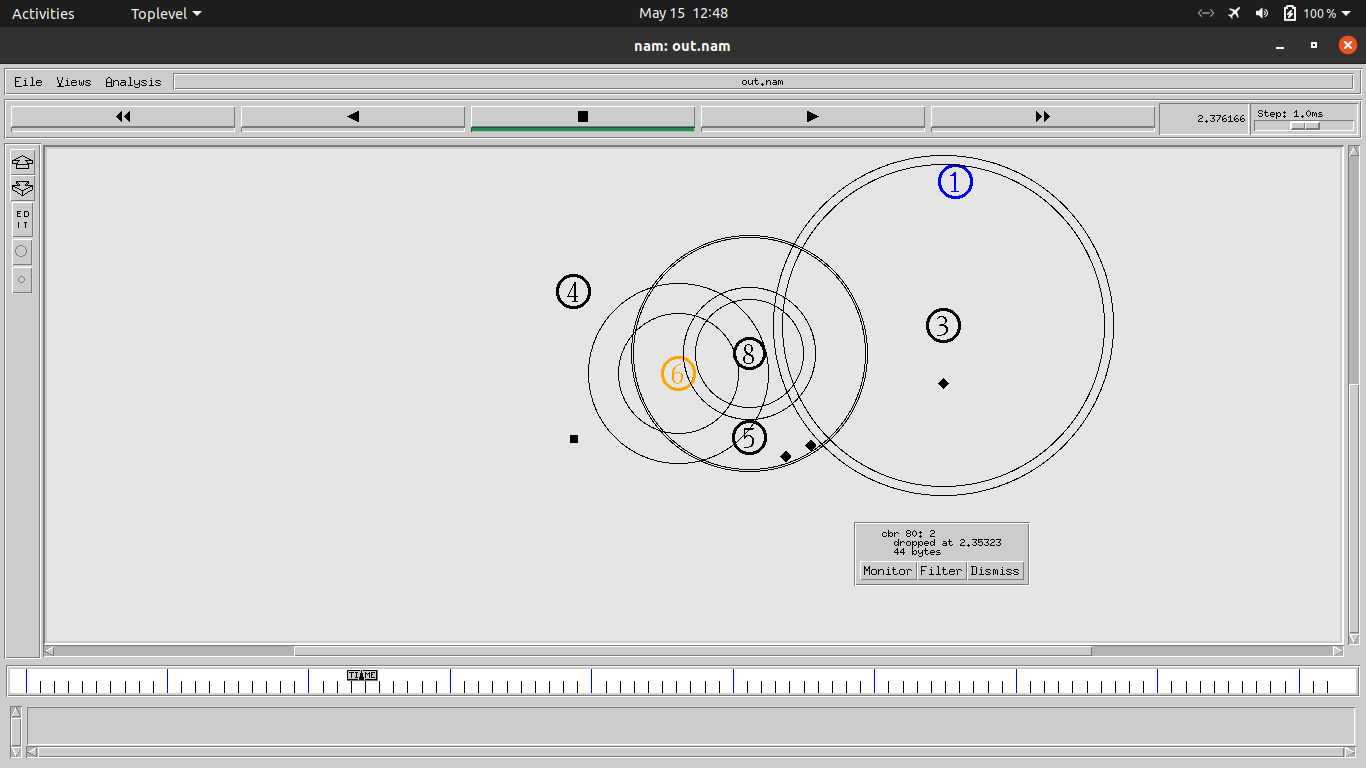 Activities Toplevel May 15 12:48 100 %
nam: out.nam
File Views Analysis out.nam
2.376166 Step: 1.0ms
ED
IT
1
4
3
8
6
5
cbr 80: 2
dropped at 2.35323
44 bytes
Monitor Filter Dismiss
TIME